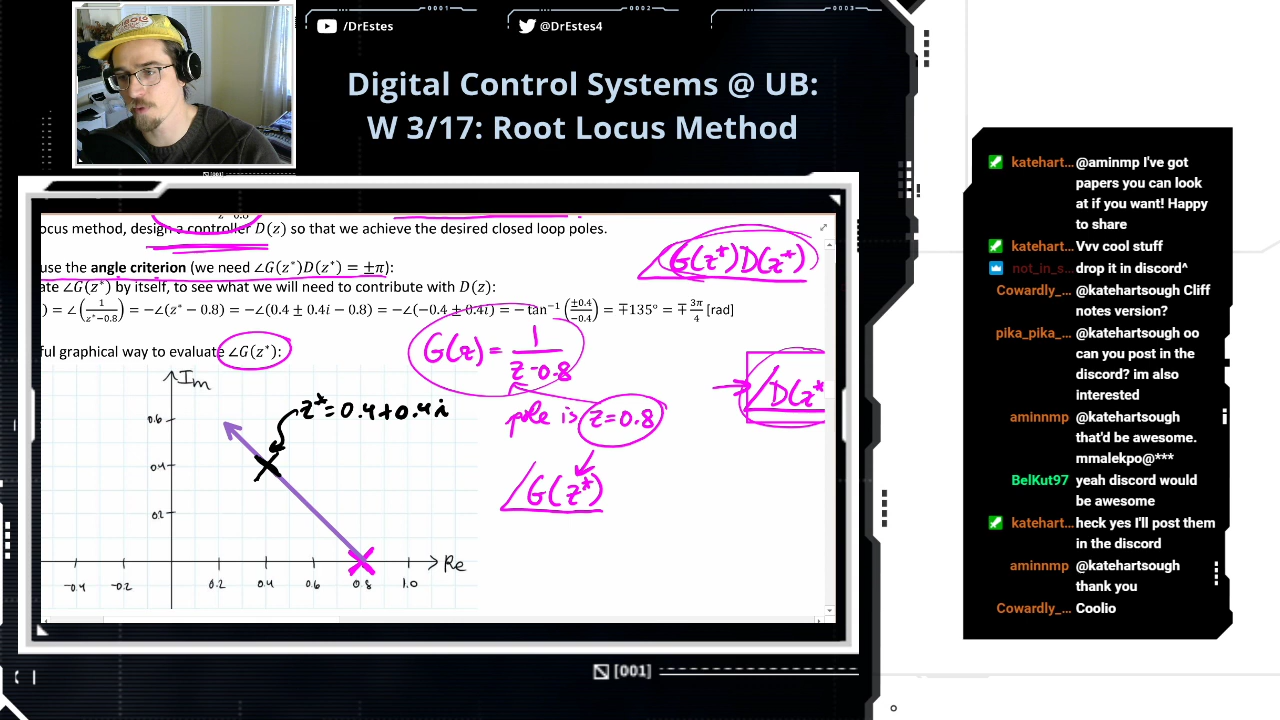 0001
0002
0003
/DrEstes
@DrEstes4
Digital Control Systems @ UB:
W 3/17: Root Locus Method
[001]
ocus method, design a controller D(z) so that we achieve the desired closed loop poles.
use the angle criterion (we need ∠G(z*)D(z*) = ±π):
ate ∠G(z*) by itself, to see what we will need to contribute with D(z):
) = ∠(1/(z*−0.8)) = −∠(z* − 0.8) = −∠(0.4 ± 0.4i − 0.8) = −∠(−0.4 ± 0.4i) = − tan⁻¹(±0.4/−0.4) = ∓135° = ∓ 3π/4 [rad]
ful graphical way to evaluate ∠G(z*):
∠G(z*)D(z*)
G(z) = 1/(z-0.8)
pole is z=0.8
∠G(z*)
∠D(z*
Im
z*=0.4+0.4i
0.6
0.4
0.2
Re
-0.4 -0.2 0.2 0.4 0.6 0.8 1.0
[001]
katehart... @aminmp I've got
papers you can look
at if you want! Happy
to share
katehart... Vvv cool stuff
not_in_s... drop it in discord^
Cowardly_... @katehartsough Cliff
notes version?
pika_pika_... @katehartsough oo
can you post in the
discord? im also
interested
aminnmp @katehartsough
that'd be awesome.
mmalekpo@***
BelKut97 yeah discord would
be awesome
katehart... heck yes I'll post them
in the discord
aminnmp @katehartsough
thank you
Cowardly_... Coolio